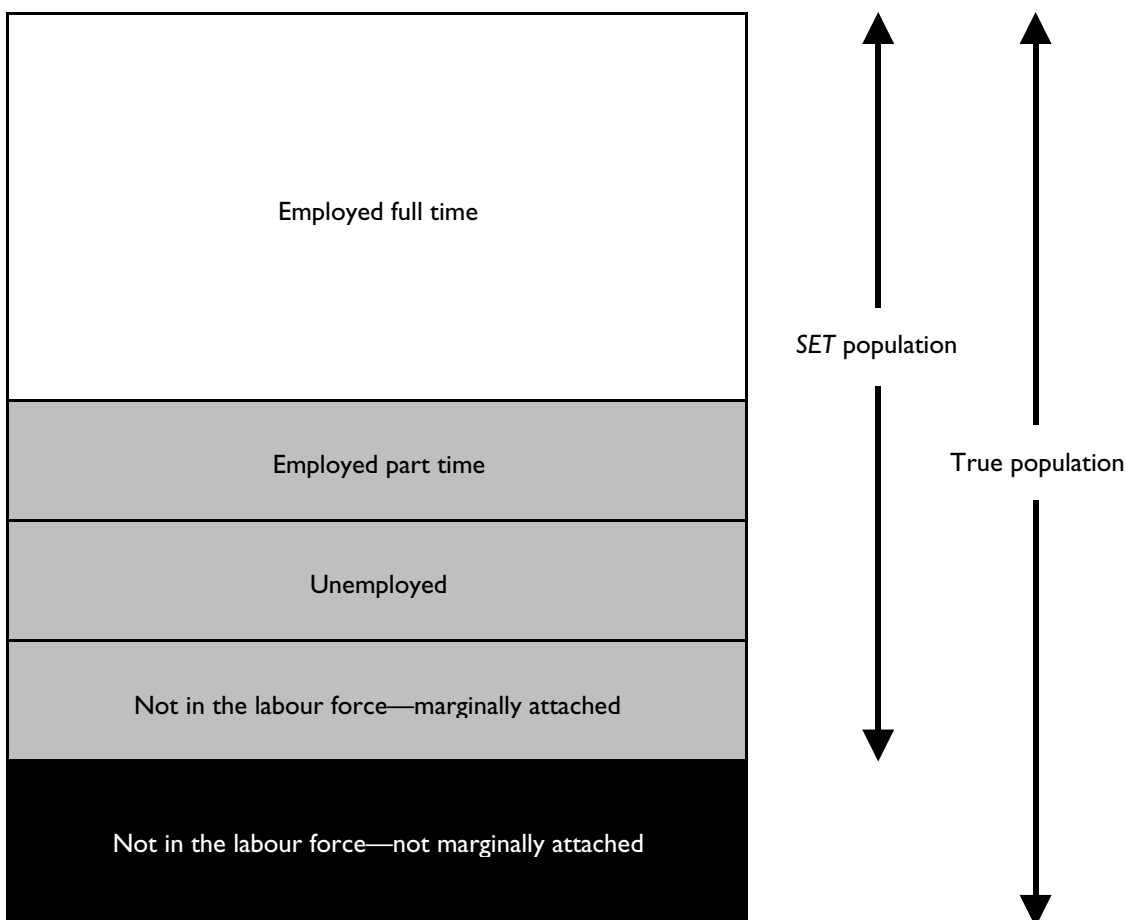 Employed full time
SET population
Employed part time
True population
Unemployed
Not in the labour force—marginally attached
Not in the labour force—not marginally attached